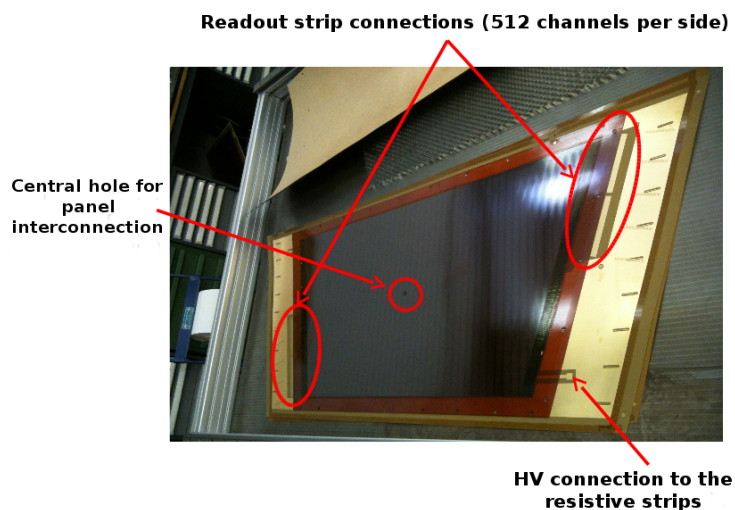 Readout strip connections (512 channels per side)
Central hole for
panel
interconnection
HV connection to the
resistive strips